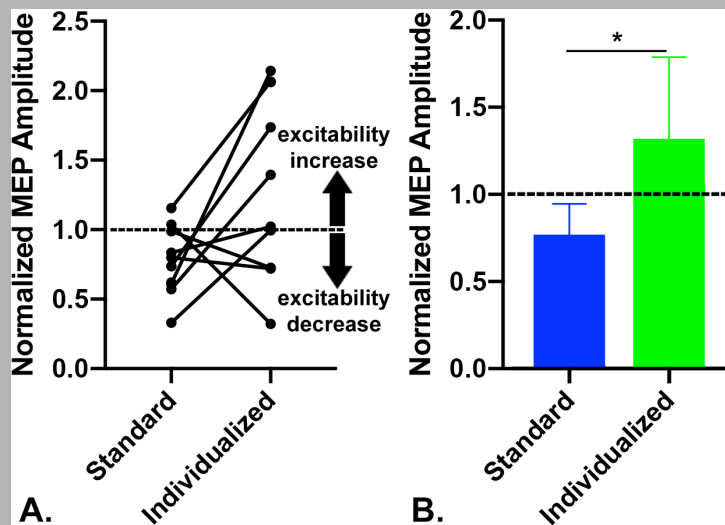 Normalized MEP Amplitude
2.5
2.0
1.5
1.0
0.5
0.0
excitability
increase
excitability
decrease
Standard
Individualized
A.
Normalized MEP Amplitude
2.0
1.5
1.0
0.5
0.0
*
Standard
Individualized
B.